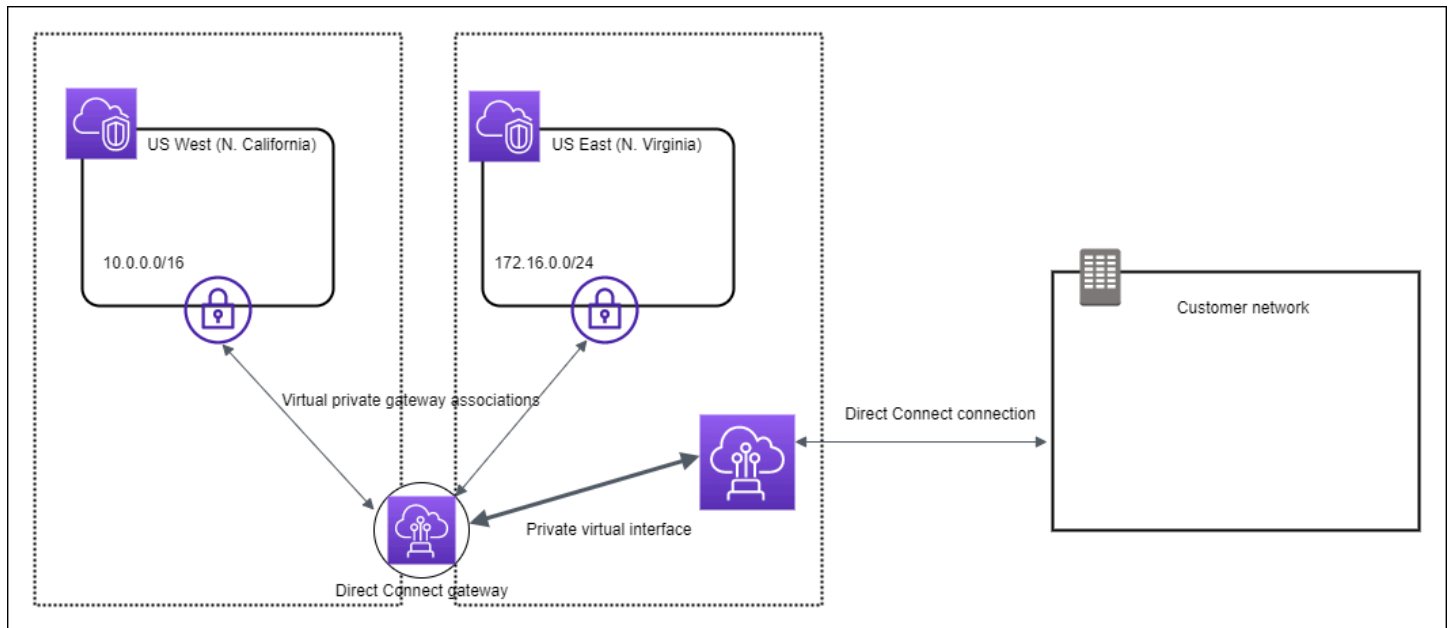 US West (N. California)
US East (N. Virginia)
10.0.0.0/16
172.16.0.0/24
Customer network
Virtual private gateway associations
Direct Connect connection
Private virtual interface
Direct Connect gateway